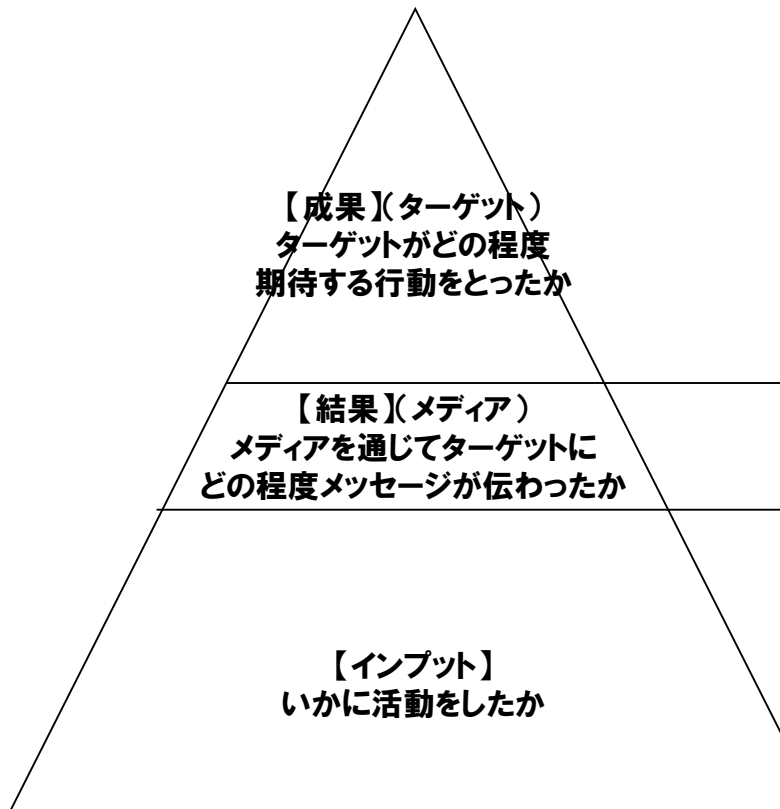 【成果】(ターゲット)
ターゲットがどの程度
期待する行動をとったか
【結果】(メディア)
メディアを通じてターゲットに
どの程度メッセージが伝わったか
【インプット】
いかに活動をしたか